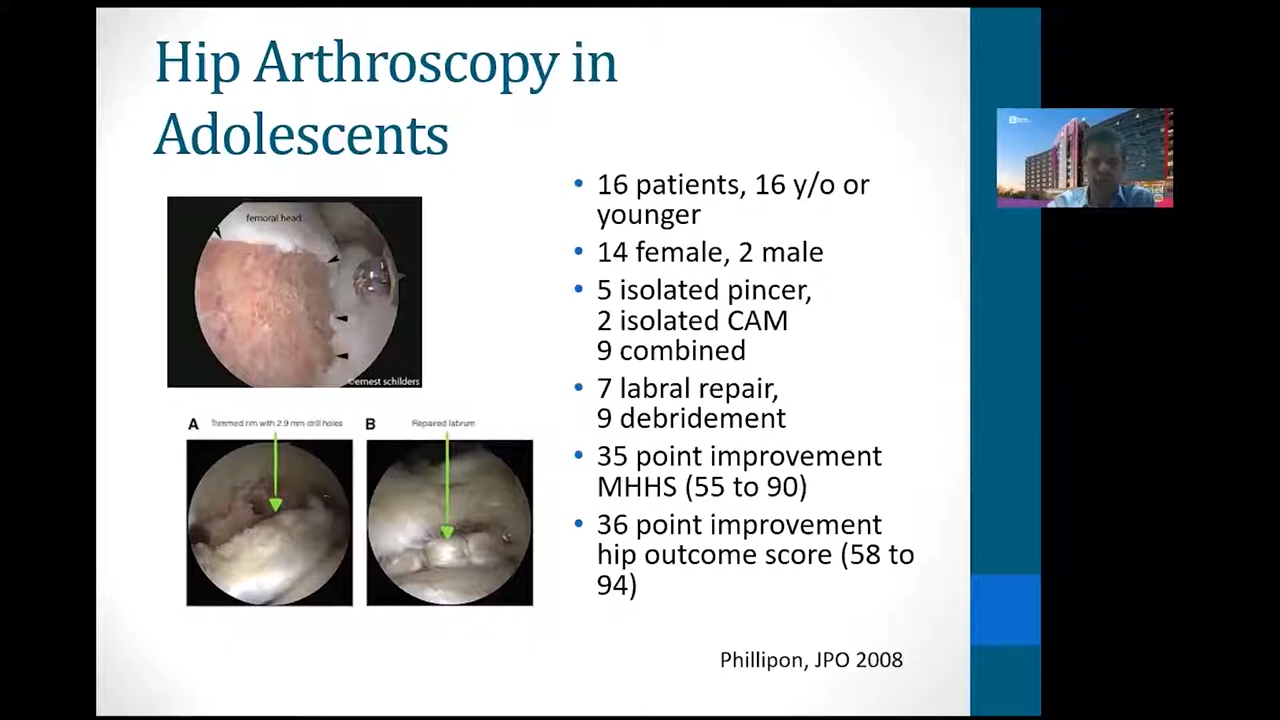 Hip Arthroscopy in
Adolescents
femoral head
©ernest schilders
A Trimmed rim with 2.9 mm drill holes
B Repaired labrum
• 16 patients, 16 y/o or
younger
• 14 female, 2 male
• 5 isolated pincer,
2 isolated CAM
9 combined
• 7 labral repair,
9 debridement
• 35 point improvement
MHHS (55 to 90)
• 36 point improvement
hip outcome score (58 to
94)
Phillipon, JPO 2008